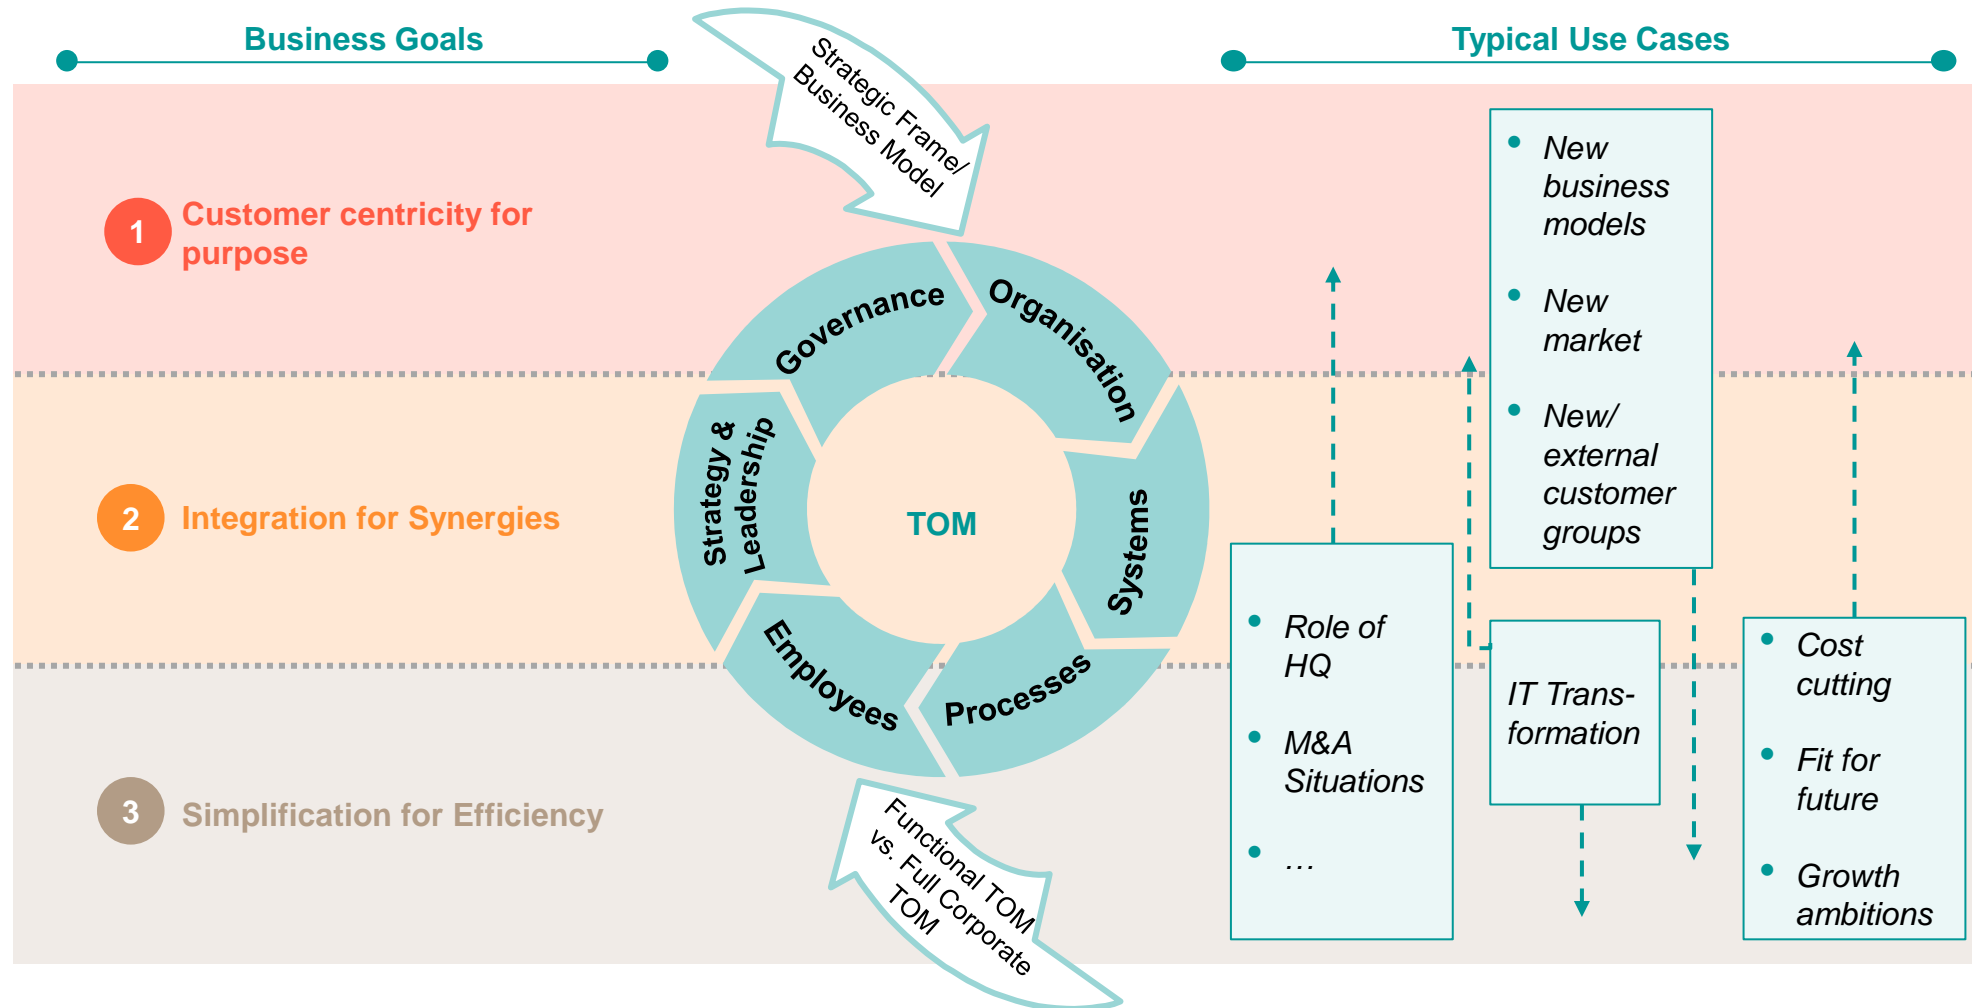 Business Goals
Typical Use Cases
Strategic Frame/
Business Model
1
Customer centricity for
purpose
2
Integration for Synergies
3
Simplification for Efficiency
Governance
Organisation
Systems
Processes
Employees
Strategy &
Leadership
TOM
Functional TOM
vs. Full Corporate
TOM
• New
business
models
• New
market
• New/
external
customer
groups
• Role of
HQ
• M&A
Situations
• …
IT Trans-
formation
• Cost
cutting
• Fit for
future
• Growth
ambitions